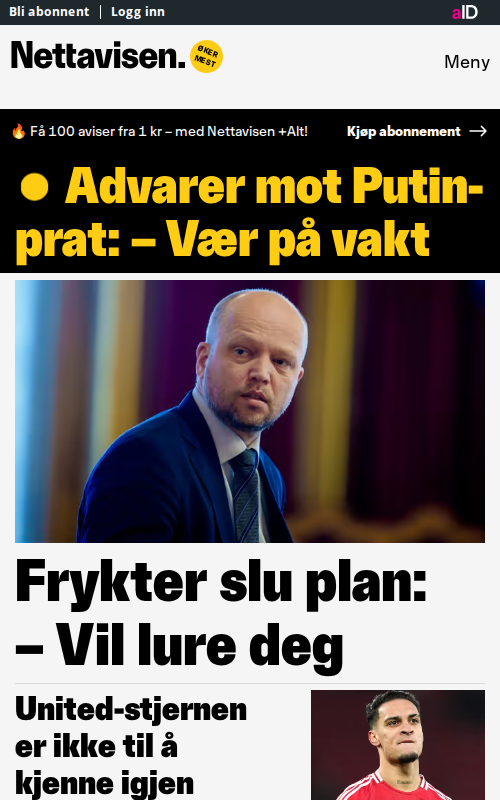 Bli abonnent
Logg inn
aID
Nettavisen.
ØKER
MEST
Meny
🔥 Få 100 aviser fra 1 kr – med Nettavisen +Alt!
Kjøp abonnement →
Advarer mot Putin-
prat: – Vær på vakt
Frykter slu plan:
– Vil lure deg
United-stjernen
er ikke til å
kjenne igjen